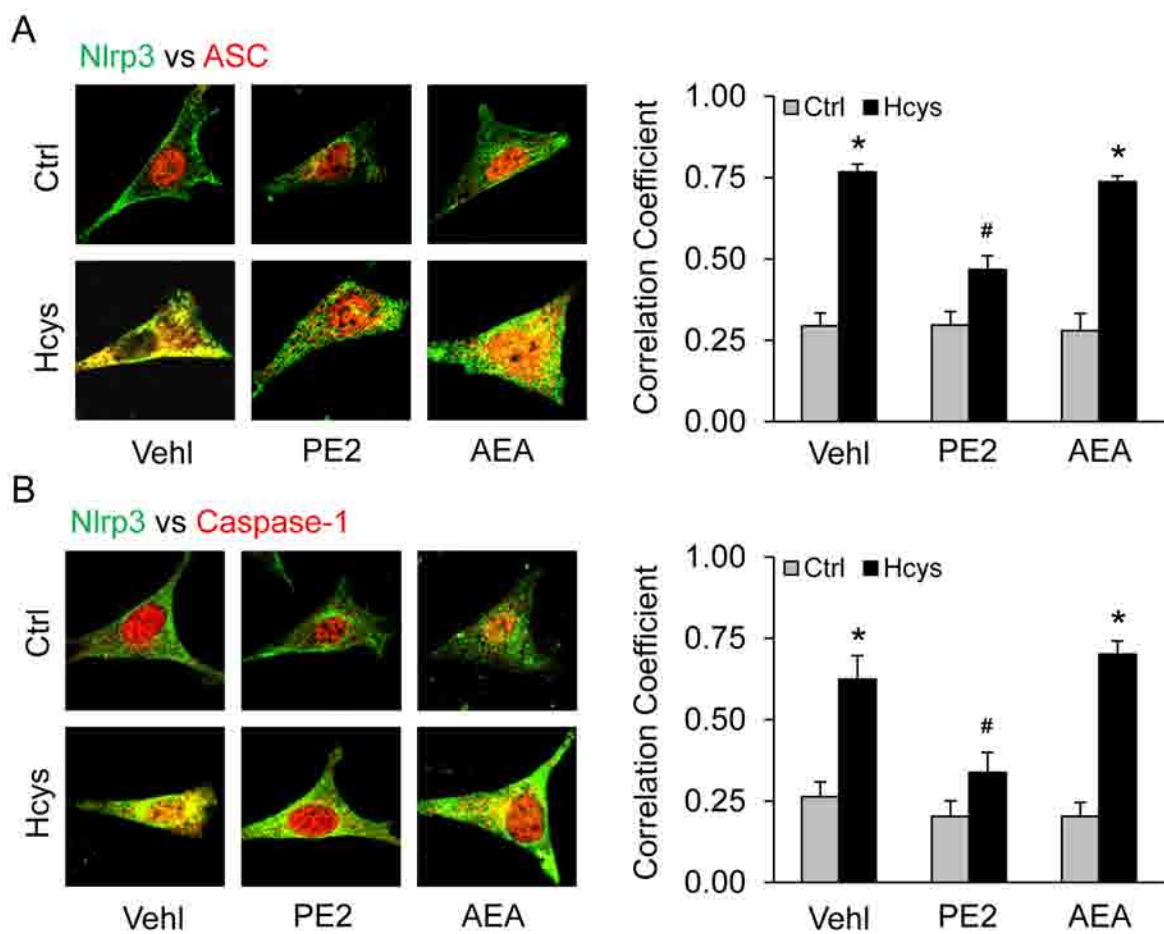 A
Nlrp3 vs ASC
Ctrl
Hcys
Vehl PE2 AEA
Correlation Coefficient
1.00
0.75
0.50
0.25
0.00
Ctrl Hcys
* # *
Vehl PE2 AEA
B
Nlrp3 vs Caspase-1
Ctrl
Hcys
Vehl PE2 AEA
Correlation Coefficient
1.00
0.75
0.50
0.25
0.00
Ctrl Hcys
* # *
Vehl PE2 AEA